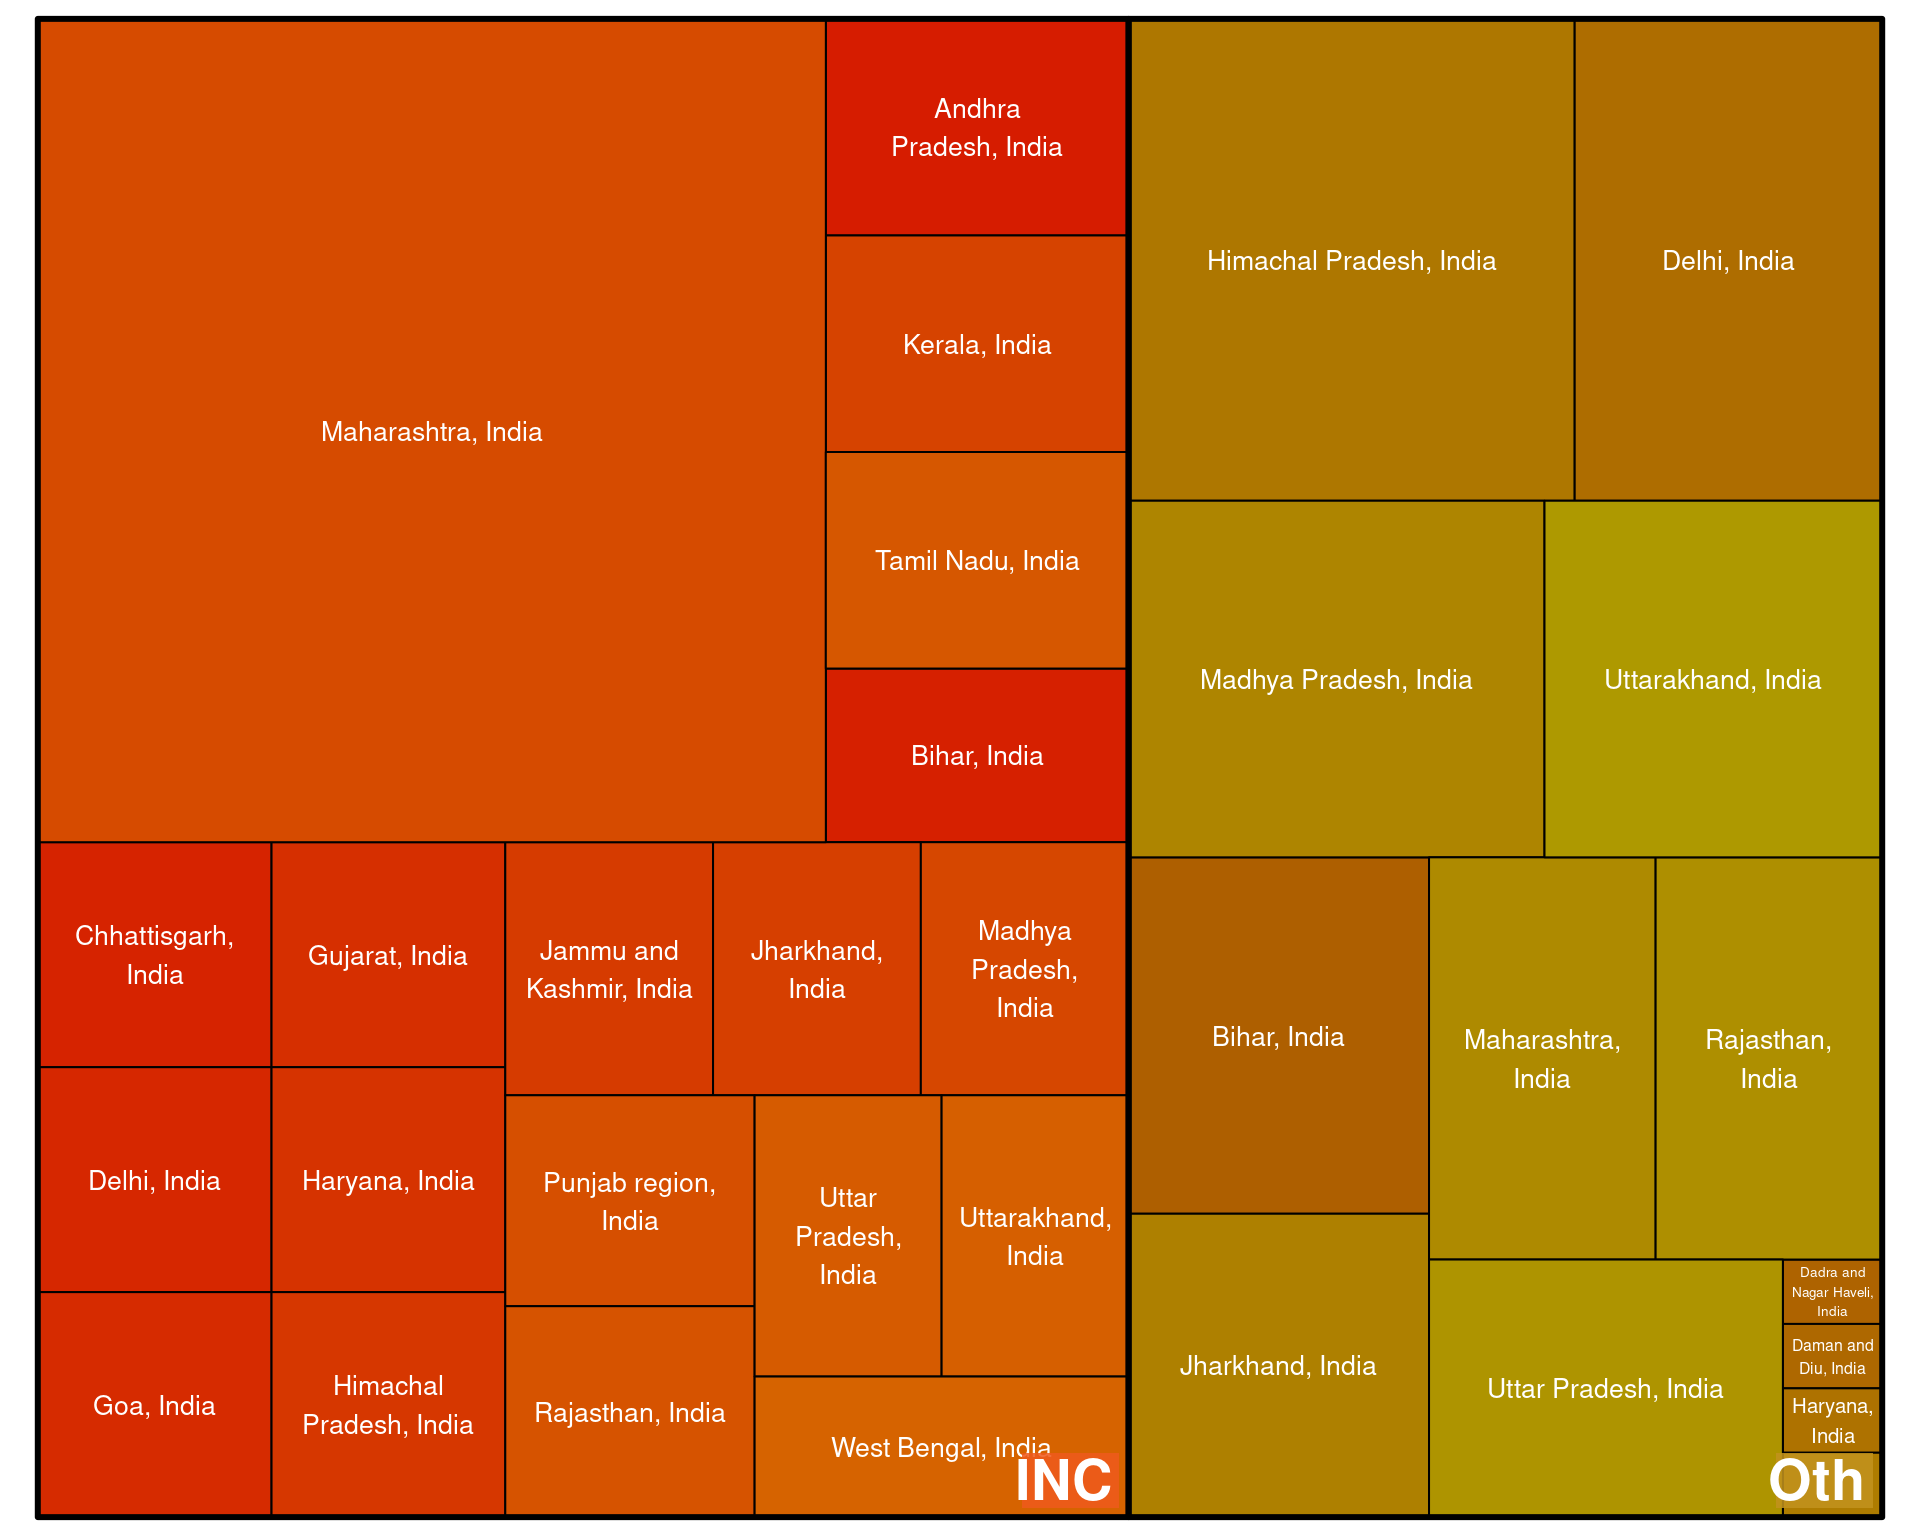 Maharashtra, India
Andhra
Pradesh, India
Kerala, India
Tamil Nadu, India
Bihar, India
Chhattisgarh,
India
Gujarat, India
Jammu and
Kashmir, India
Jharkhand,
India
Madhya
Pradesh,
India
Delhi, India
Haryana, India
Punjab region,
India
Uttar
Pradesh,
India
Uttarakhand,
India
Goa, India
Himachal
Pradesh, India
Rajasthan, India
West Bengal, India
INC
Himachal Pradesh, India
Delhi, India
Madhya Pradesh, India
Uttarakhand, India
Bihar, India
Maharashtra,
India
Rajasthan,
India
Jharkhand, India
Uttar Pradesh, India
Dadra and
Nagar Haveli,
India
Daman and
Diu, India
Haryana,
India
Oth